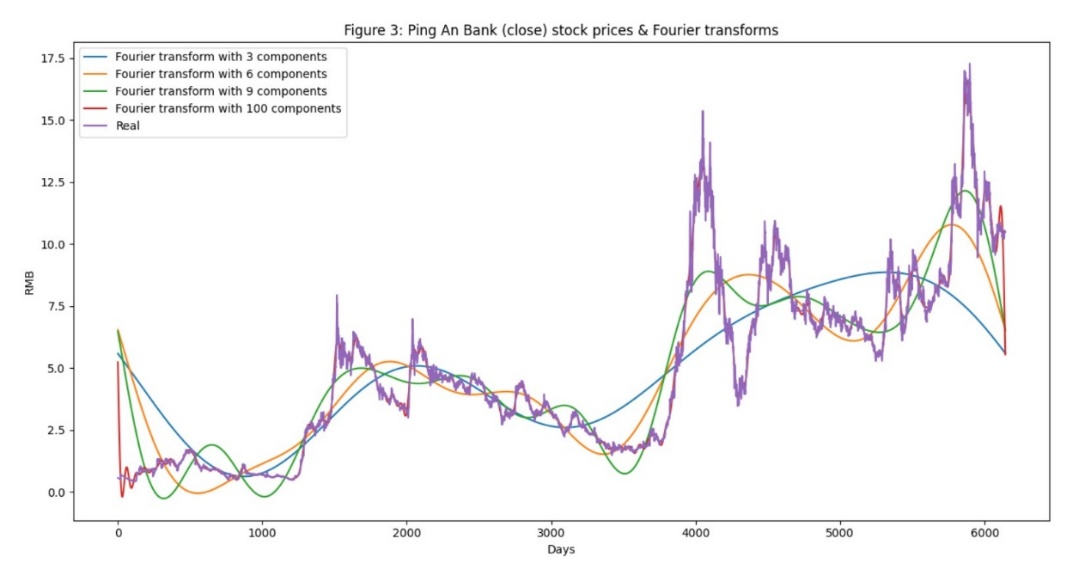 Figure 3: Ping An Bank (close) stock prices & Fourier transforms
Fourier transform with 3 components
Fourier transform with 6 components
Fourier transform with 9 components
Fourier transform with 100 components
Real
17.5
15.0
12.5
10.0
7.5
5.0
2.5
0.0
RMB
0 1000 2000 3000 4000 5000 6000
Days